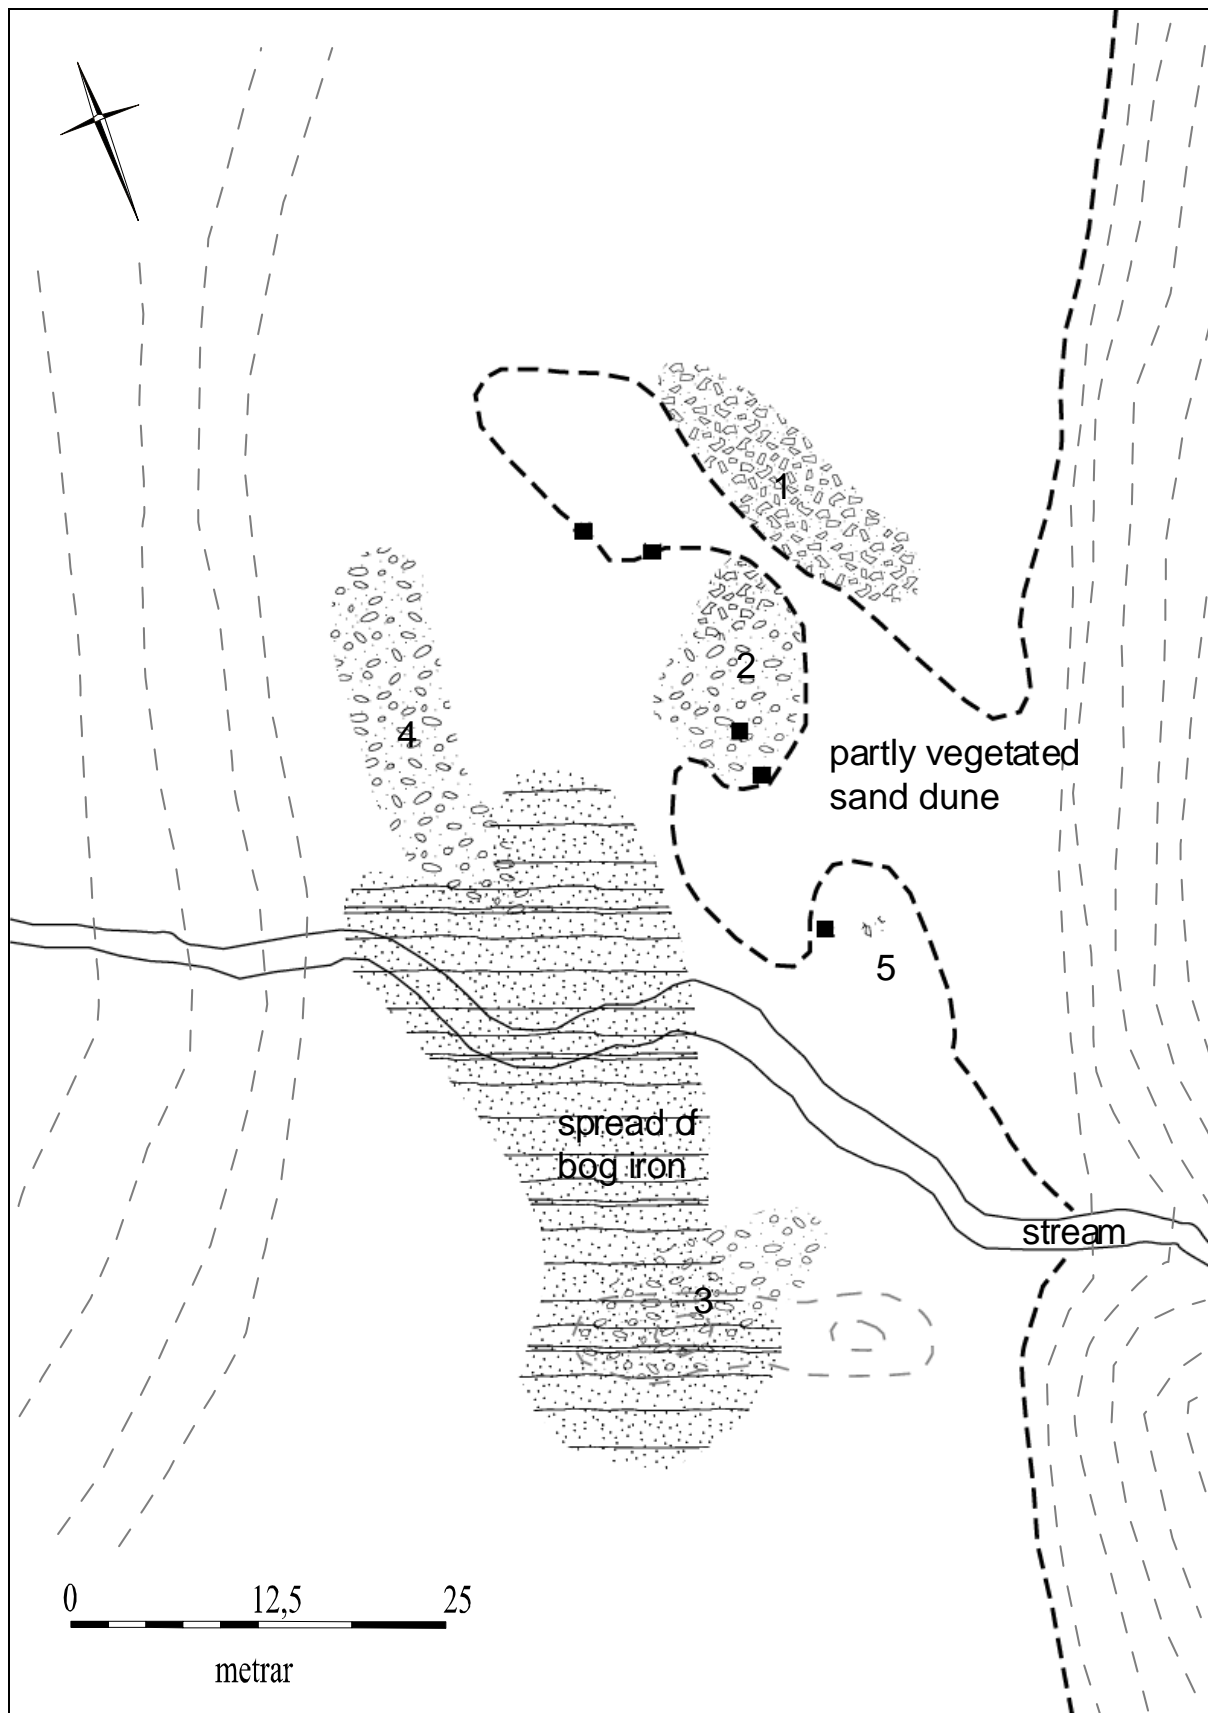 1
2
4
partly vegetated
sand dune
5
spread of
bog iron
stream
3
0 12,5 25
metrar